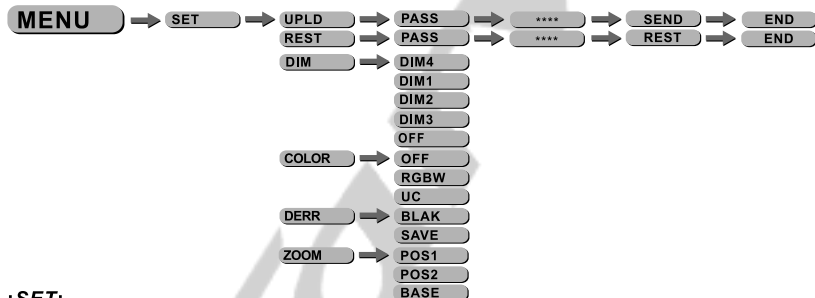 MENU SET UPLD PASS **** SEND END
REST PASS **** REST END
DIM DIM4
DIM1
DIM2
DIM3
OFF
COLOR OFF
RGBW
UC
DERR BLAK
SAVE
ZOOM POS1
POS2
BASE
:SET: